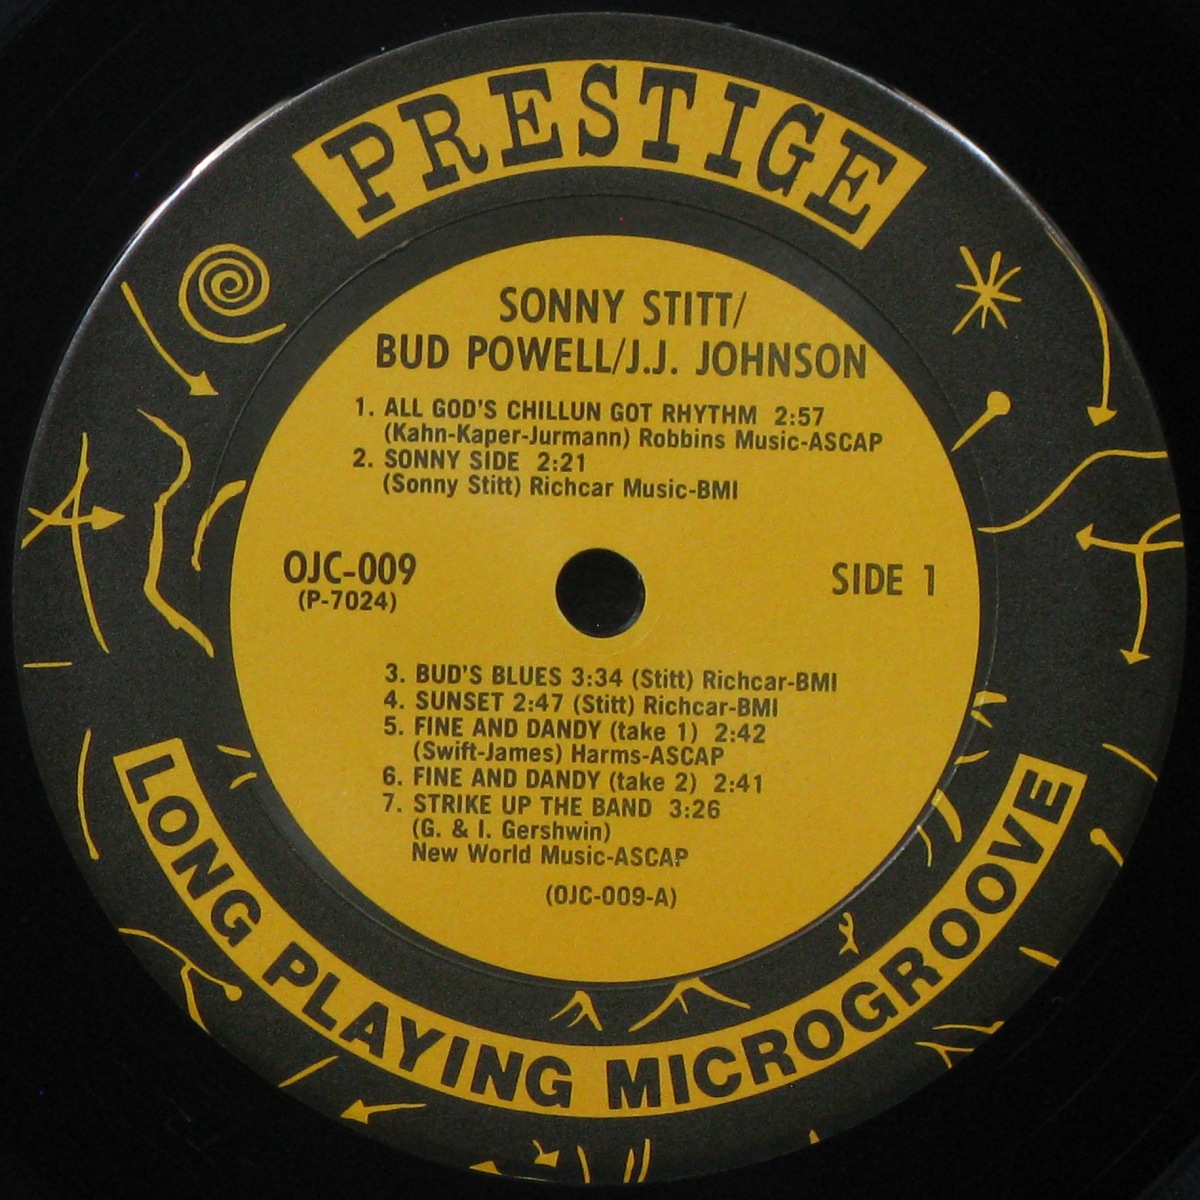 PRESTIGE
SONNY STITT/
BUD POWELL/J.J. JOHNSON
1. ALL GOD'S CHILLUN GOT RHYTHM 2:57
(Kahn-Kaper-Jurmann) Robbins Music-ASCAP
2. SONNY SIDE 2:21
(Sonny Stitt) Richcar Music-BMI
OJC-009
(P-7024)
SIDE 1
3. BUD'S BLUES 3:34 (Stitt) Richcar-BMI
4. SUNSET 2:47 (Stitt) Richcar-BMI
5. FINE AND DANDY (take 1) 2:42
(Swift-James) Harms-ASCAP
6. FINE AND DANDY (take 2) 2:41
7. STRIKE UP THE BAND 3:26
(G. & I. Gershwin)
New World Music-ASCAP
(OJC-009-A)
LONG PLAYING MICROGROOVE